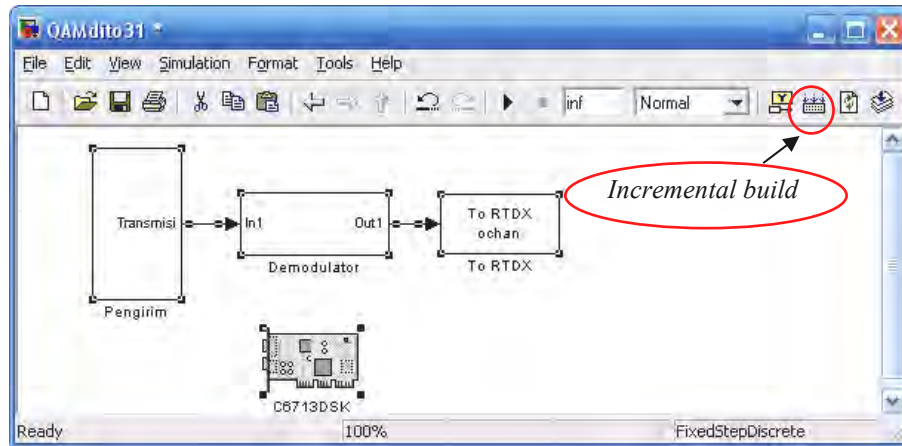 QAMdito31 *
File Edit View Simulation Format Tools Help
inf Normal
Incremental build
Transmisi
In1 Out1
To RTDX
ochan
Demodulator
To RTDX
Pengirim
C6713DSK
Ready 100% FixedStepDiscrete